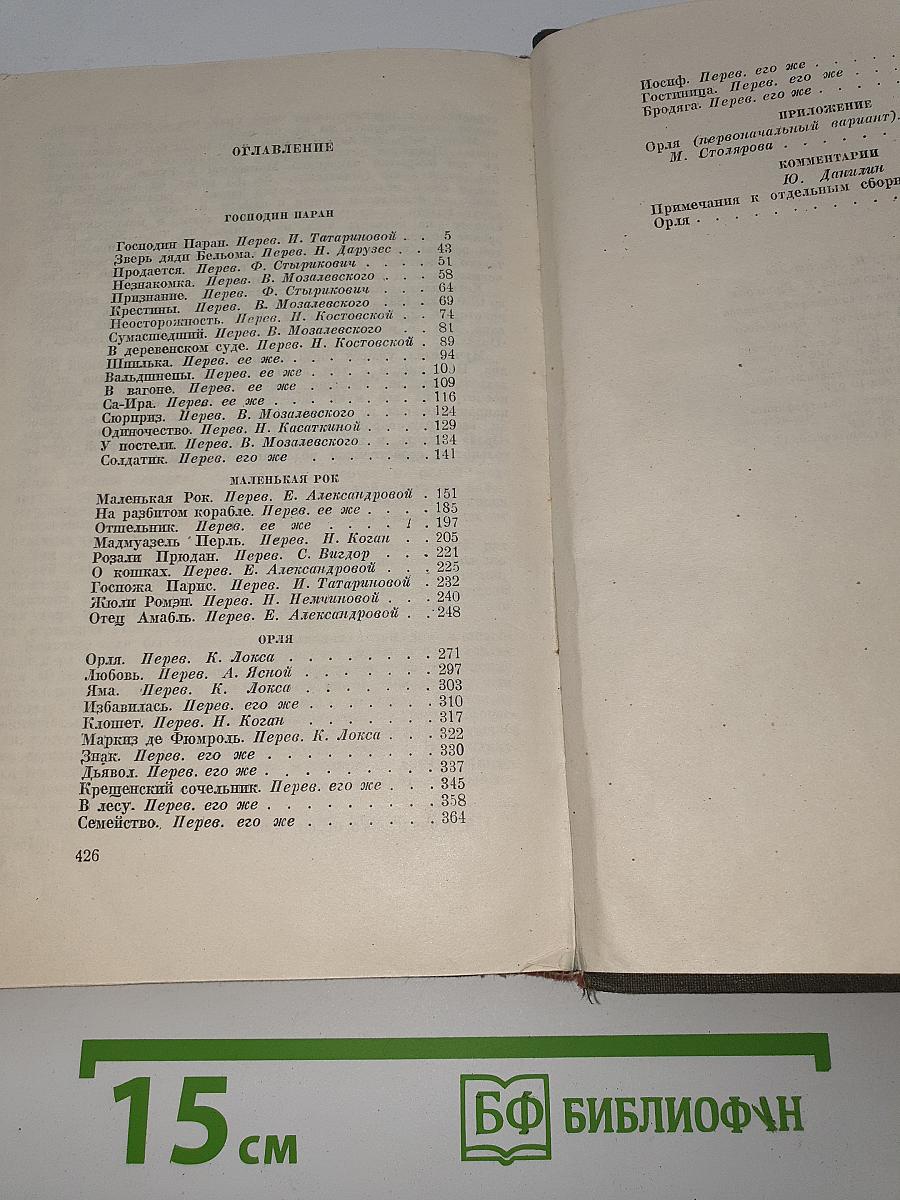 ОГЛАВЛЕНИЕ
ГОСПОДИН ПАРАН
Господин Паран. Перев. И. Татариновой . . 5
Зверь дяди Бельома. Перев. Н. Дарузес . . 43
Продается. Перев. Ф. Стырикович . . . . 51
Незнакомка. Перев. В. Мозалевского . . . 58
Признание. Перев. Ф. Стырикович . . . 64
Крестины. Перев. В. Мозалевского . . . . 69
Неосторожность. Перев. Н. Костовской . . 74
Сумасшедший. Перев. В. Мозалевского . . 81
В деревенском суде. Перев. Н. Костовской . 89
Шпилька. Перев. ее же. . . . . . . . . 94
Вальдшнепы. Перев. ее же . . . . . . . 100
В вагоне. Перев. ее же . . . . . . . 109
Са-Ира. Перев. ее же . . . . . . . . . 116
Сюрприз. Перев. В. Мозалевского . . . . 124
Одиночество. Перев. Н. Касаткиной . . . . 129
У постели. Перев. В. Мозалевского . . . . 134
Солдатик. Перев. его же . . . . . . . 141
МАЛЕНЬКАЯ РОК
Маленькая Рок. Перев. Е. Александровой . 151
На разбитом корабле. Перев. ее же . . . . 185
Отшельник. Перев. ее же . . . . . . 197
Мадмуазель Перль. Перев. Н. Коган . . 205
Розали Прюдан. Перев. С. Вигдор . . . 221
О кошках. Перев. Е. Александровой . . . 225
Госпожа Парис. Перев. И. Татариновой . 232
Жюли Ромэн. Перев. Н. Немчиновой . . . 240
Отец Амабль. Перев. Е. Александровой . . 248
ОРЛЯ
Орля. Перев. К. Локса . . . . . . . . 271
Любовь. Перев. А. Ясной . . . . . . . 297
Яма. Перев. К. Локса . . . . . . . 303
Избавилась. Перев. его же . . . . . . . 310
Клошет. Перев. Н. Коган . . . . . . 317
Маркиз де Фюмроль. Перев. К. Локса . . . 322
Знак. Перев. его же . . . . . . . . . 330
Дьявол. Перев. его же . . . . . . . . . 337
Крещенский сочельник. Перев. его же . . . 345
В лесу. Перев. его же . . . . . . . . . 358
Семейство. Перев. его же . . . . . . . 364
426
Иосиф. Перев. его же . . . . .
Гостиница. Перев. его же . . .
Бродяга. Перев. его же . . . .
ПРИЛОЖЕНИЕ
Орля (первоначальный вариант).
М. Столярова . . . . . . .
КОММЕНТАРИИ
Ю. Данилин
Примечания к отдельным
Орля . . . . . . . . . .
15 см
БФ БИБЛИОФАН